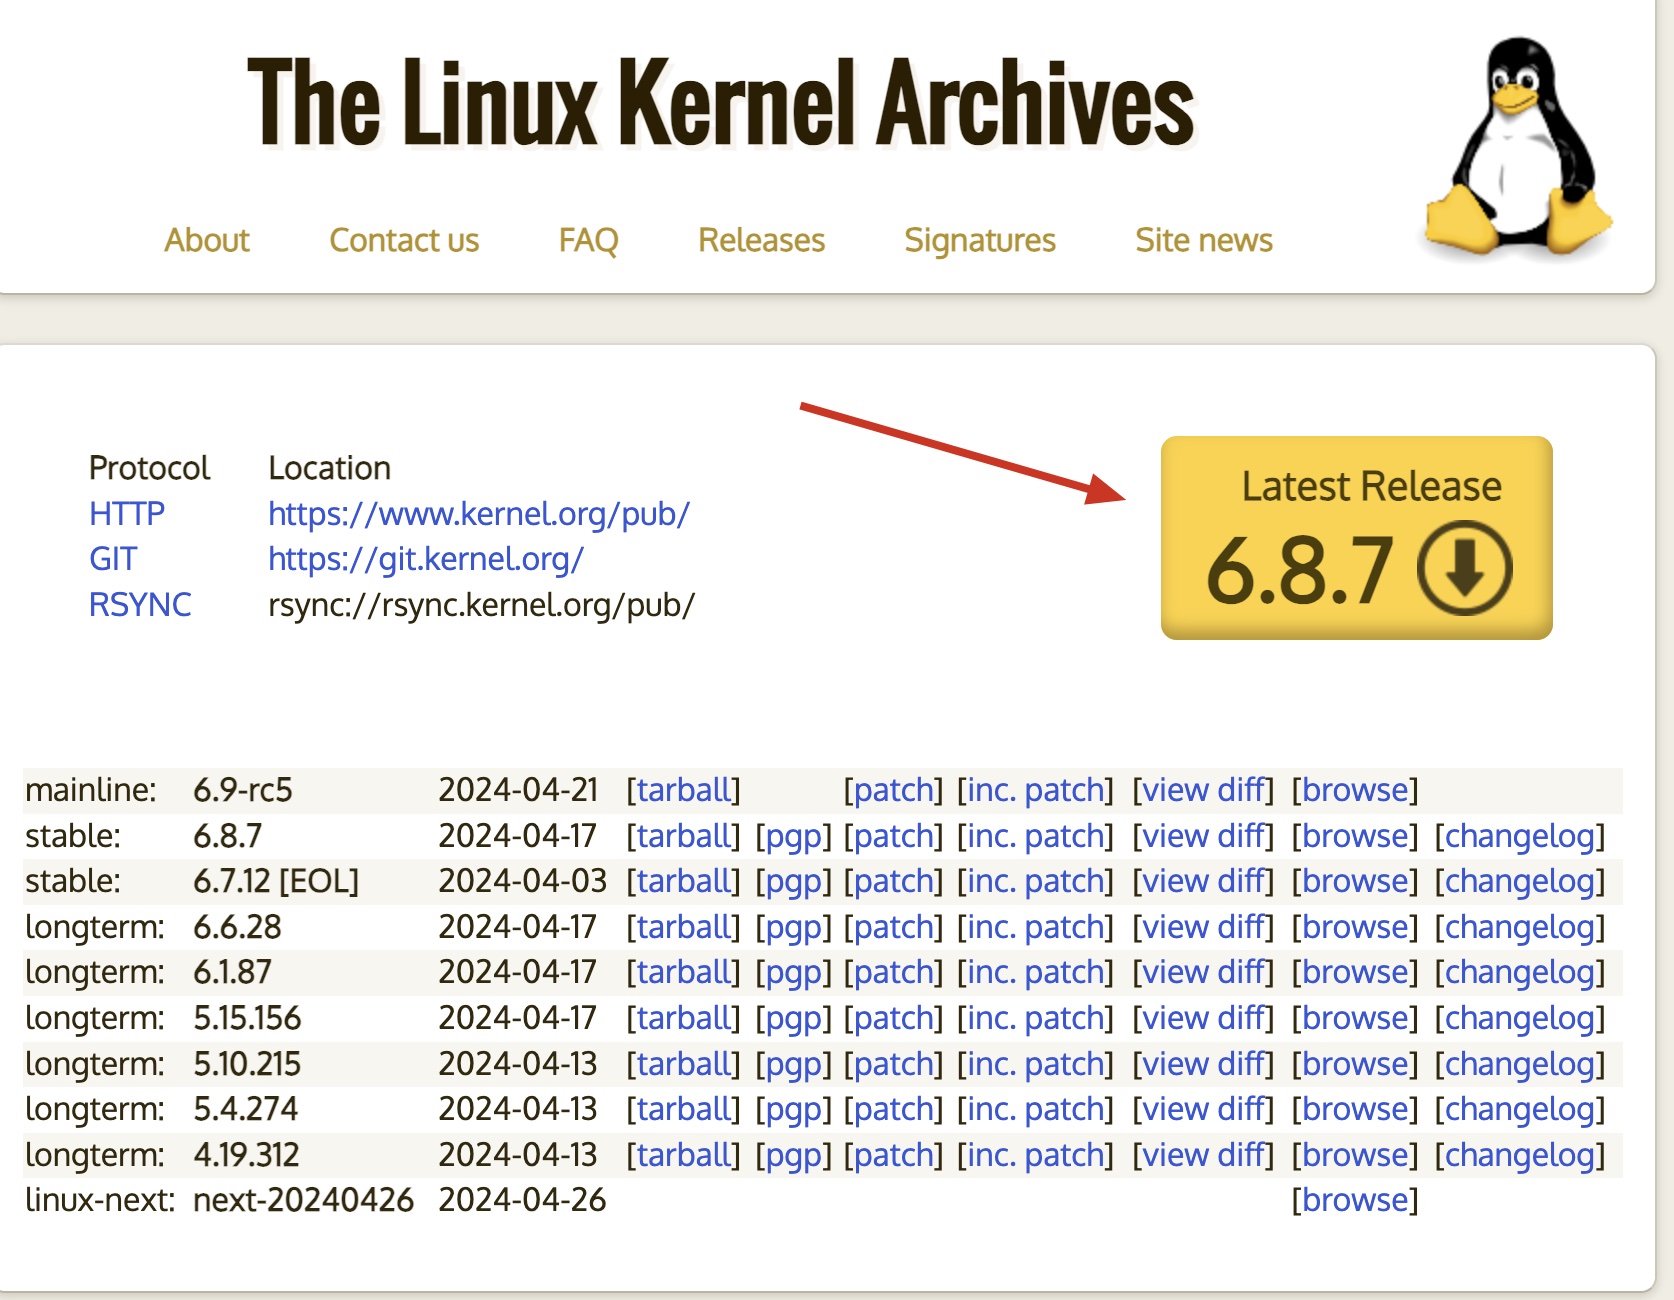 The Linux Kernel Archives
About Contact us FAQ Releases Signatures Site news
Protocol Location
HTTP https://www.kernel.org/pub/
GIT https://git.kernel.org/
RSYNC rsync://rsync.kernel.org/pub/
Latest Release
6.8.7
mainline: 6.9-rc5 2024-04-21 [tarball] [patch] [inc. patch] [view diff] [browse]
stable: 6.8.7 2024-04-17 [tarball] [pgp] [patch] [inc. patch] [view diff] [browse] [changelog]
stable: 6.7.12 [EOL] 2024-04-03 [tarball] [pgp] [patch] [inc. patch] [view diff] [browse] [changelog]
longterm: 6.6.28 2024-04-17 [tarball] [pgp] [patch] [inc. patch] [view diff] [browse] [changelog]
longterm: 6.1.87 2024-04-17 [tarball] [pgp] [patch] [inc. patch] [view diff] [browse] [changelog]
longterm: 5.15.156 2024-04-17 [tarball] [pgp] [patch] [inc. patch] [view diff] [browse] [changelog]
longterm: 5.10.215 2024-04-13 [tarball] [pgp] [patch] [inc. patch] [view diff] [browse] [changelog]
longterm: 5.4.274 2024-04-13 [tarball] [pgp] [patch] [inc. patch] [view diff] [browse] [changelog]
longterm: 4.19.312 2024-04-13 [tarball] [pgp] [patch] [inc. patch] [view diff] [browse] [changelog]
linux-next: next-20240426 2024-04-26 [browse]